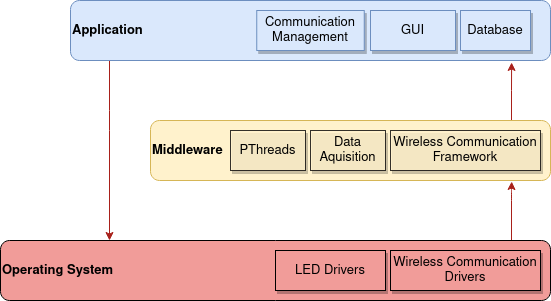 Application
Communication
Management
GUI
Database
Middleware
PThreads
Data
Aquisition
Wireless Communication
Framework
Operating System
LED Drivers
Wireless Communication
Drivers